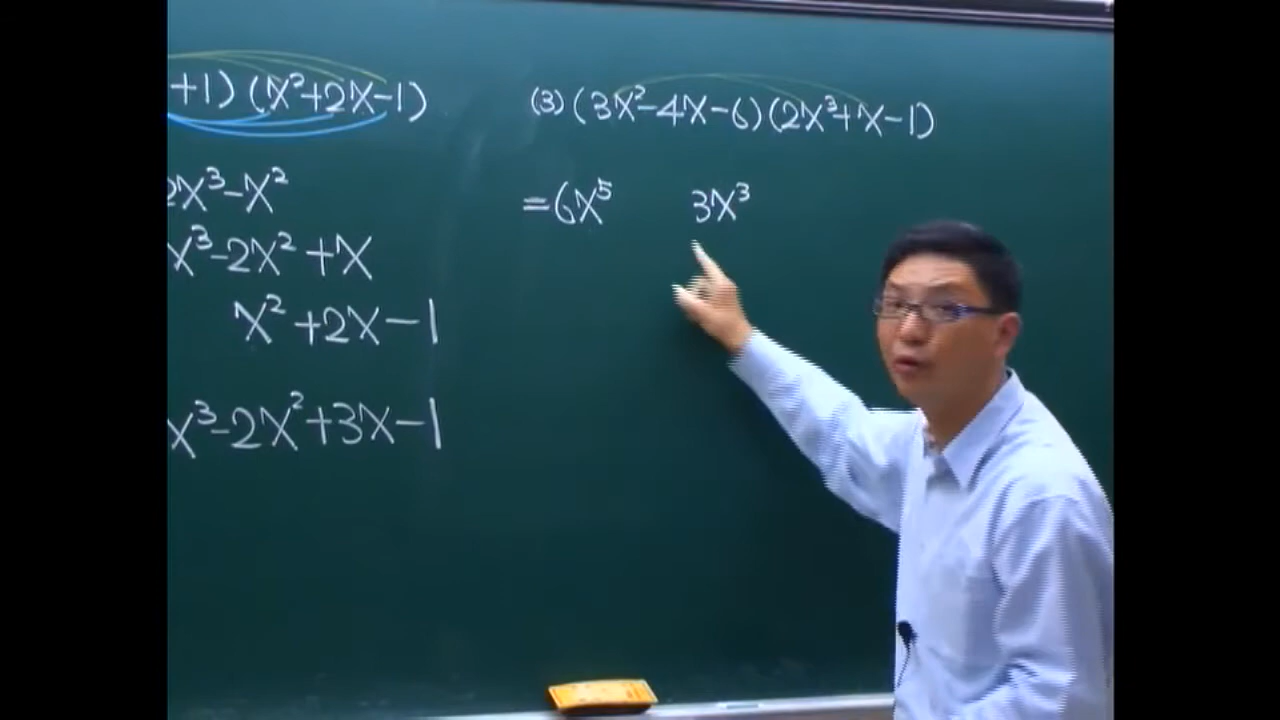 +1)(x²+2x-1)
2x³-x²
x³-2x²+x
x²+2x-1
x³-2x²+3x-1
(3)(3x²-4x-6)(2x³+x-1)
=6x⁵ 3x³